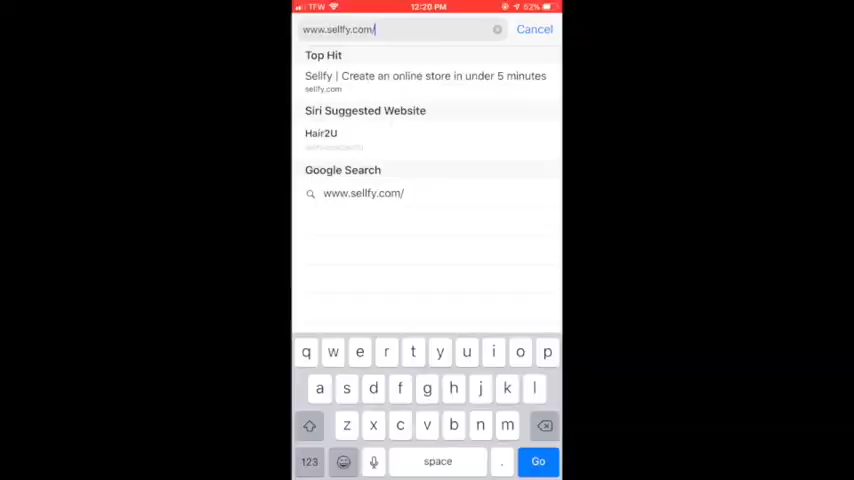 TFW 12:20 PM 52%
www.sellfy.com/ Cancel
Top Hit
Sellfy | Create an online store in under 5 minutes
sellfy.com
Siri Suggested Website
Hair2U
Google Search
www.sellfy.com/
q w e r t y u i o p
a s d f g h j k l
z x c v b n m
123 space . Go